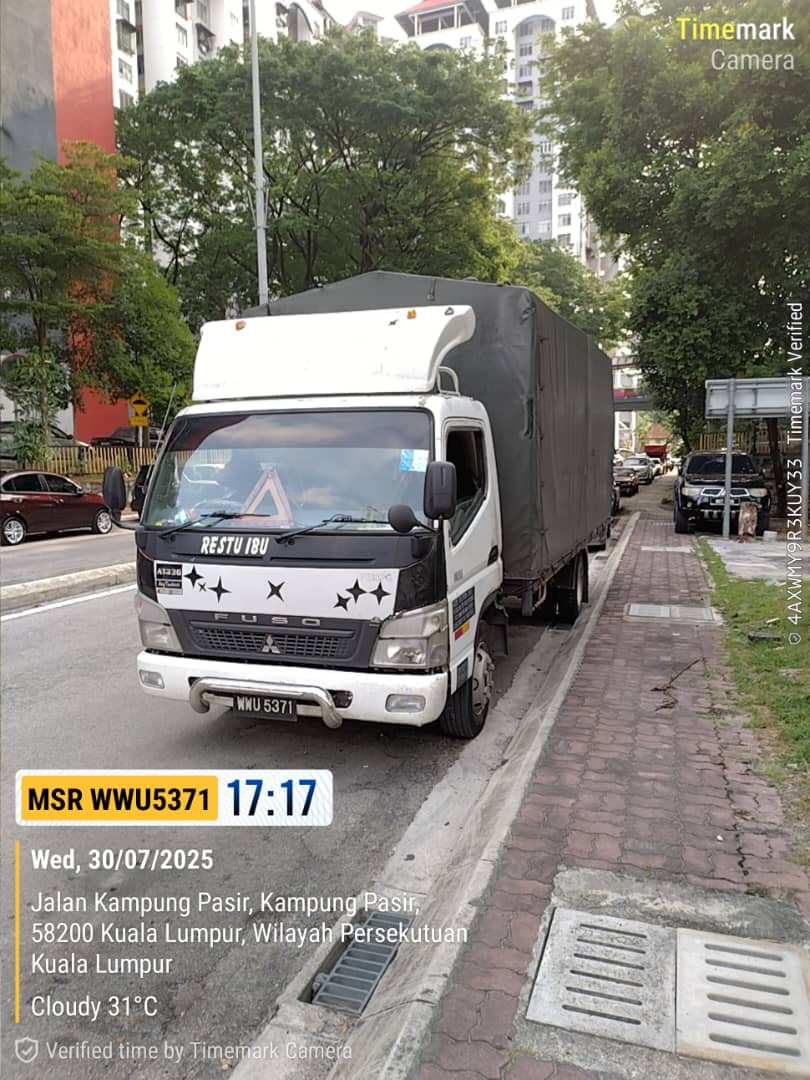 Timemark
Camera
RESTU IBU
FUSO
WWU 5371
MSR WWU5371 17:17
Wed, 30/07/2025
Jalan Kampung Pasir, Kampung Pasir,
58200 Kuala Lumpur, Wilayah Persekutuan
Kuala Lumpur
Cloudy 31°C
Verified time by Timemark Camera
4AXWMY9R3KUY33 Timemark Verified